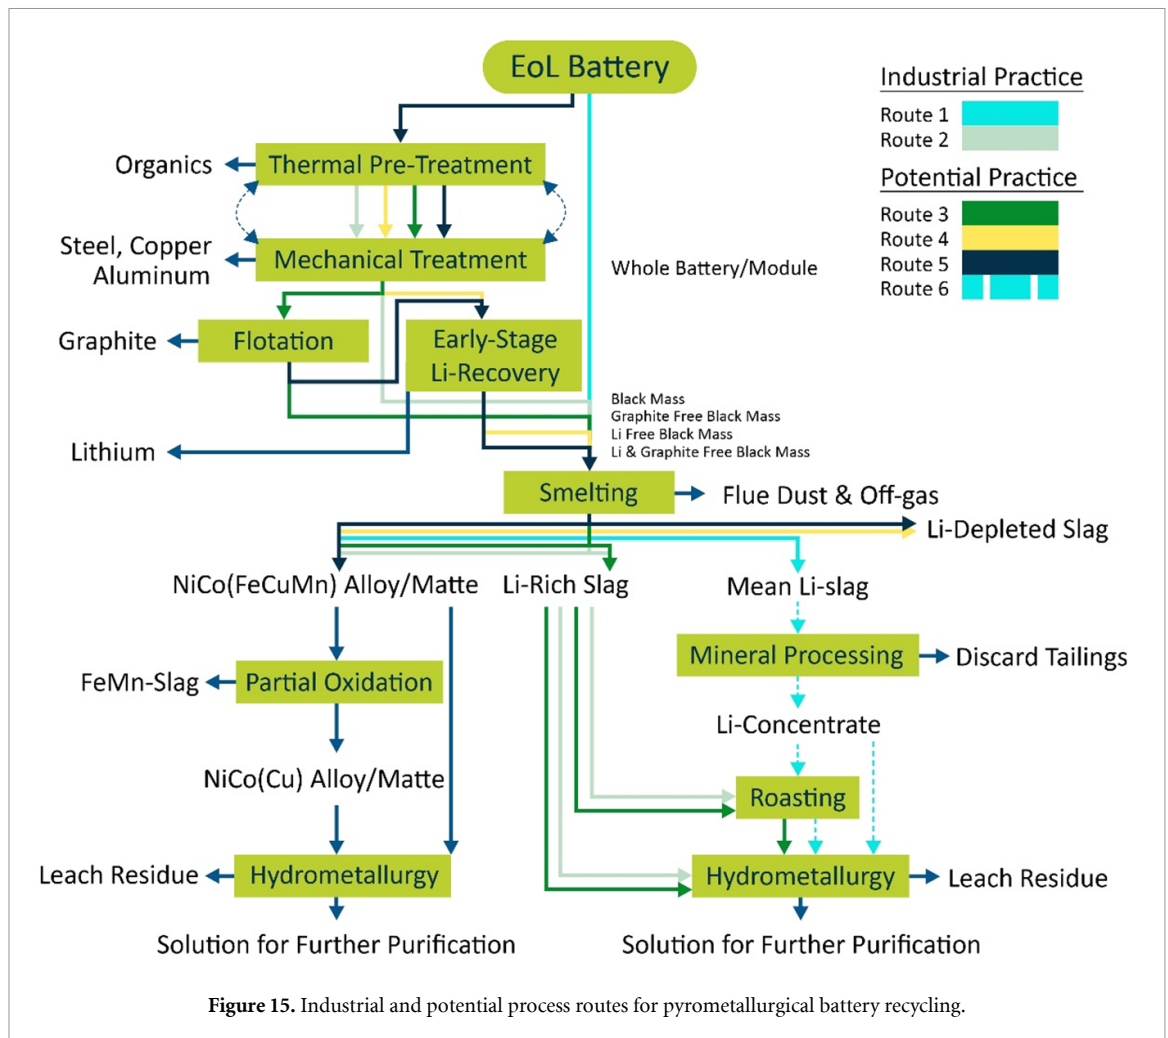 EoL Battery
Industrial Practice
Route 1
Route 2
Potential Practice
Route 3
Route 4
Route 5
Route 6
Organics
Thermal Pre-Treatment
Steel, Copper
Aluminum
Mechanical Treatment
Whole Battery/Module
Graphite
Flotation
Early-Stage
Li-Recovery
Black Mass
Graphite Free Black Mass
Li Free Black Mass
Li & Graphite Free Black Mass
Lithium
Smelting
Flue Dust & Off-gas
Li-Depleted Slag
NiCo(FeCuMn) Alloy/Matte
Li-Rich Slag
Mean Li-slag
FeMn-Slag
Partial Oxidation
Mineral Processing
Discard Tailings
Li-Concentrate
NiCo(Cu) Alloy/Matte
Roasting
Leach Residue
Hydrometallurgy
Hydrometallurgy
Leach Residue
Solution for Further Purification
Solution for Further Purification
Figure 15. Industrial and potential process routes for pyrometallurgical battery recycling.